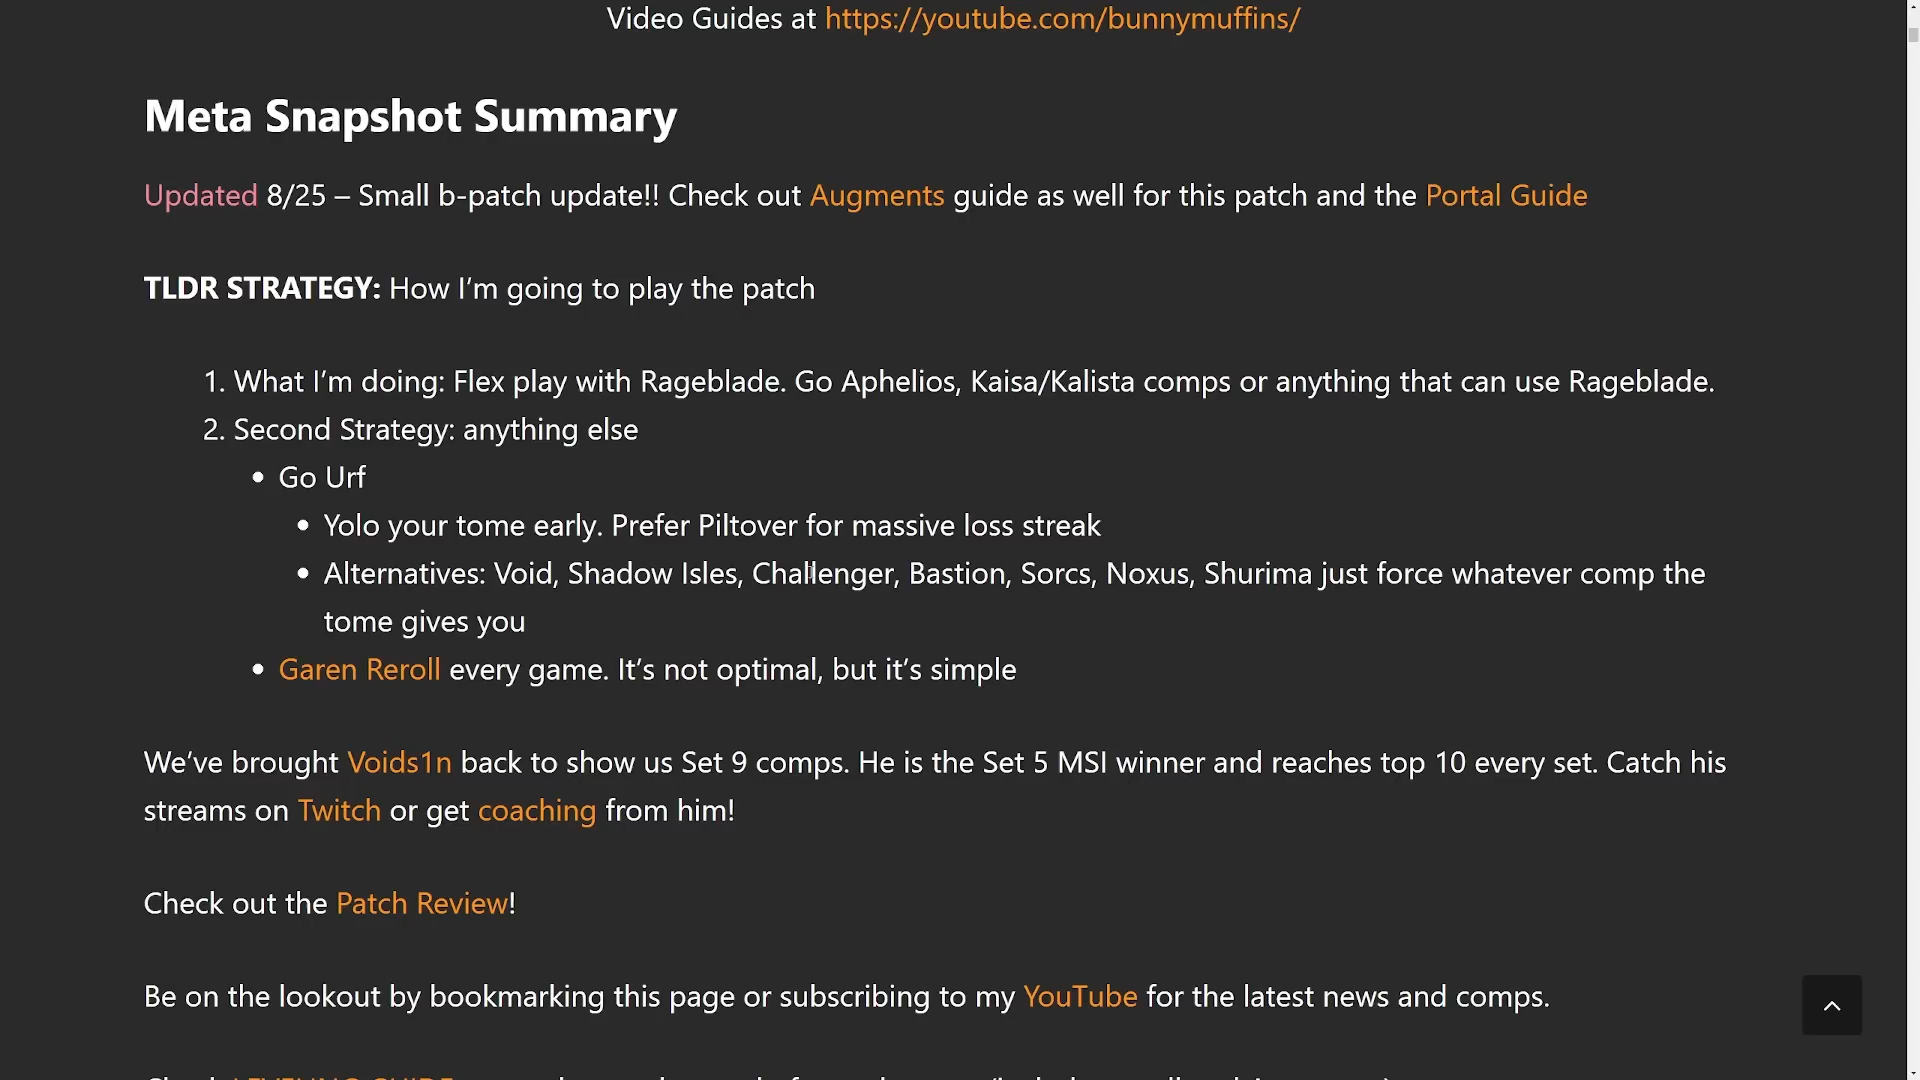 Video Guides at https://youtube.com/bunnymuffins/
Meta Snapshot Summary
Updated 8/25 – Small b-patch update!! Check out Augments guide as well for this patch and the Portal Guide
TLDR STRATEGY: How I’m going to play the patch
1. What I’m doing: Flex play with Rageblade. Go Aphelios, Kaisa/Kalista comps or anything that can use Rageblade.
2. Second Strategy: anything else
• Go Urf
• Yolo your tome early. Prefer Piltover for massive loss streak
• Alternatives: Void, Shadow Isles, Challenger, Bastion, Sorcs, Noxus, Shurima just force whatever comp the
tome gives you
• Garen Reroll every game. It’s not optimal, but it’s simple
We’ve brought Voids1n back to show us Set 9 comps. He is the Set 5 MSI winner and reaches top 10 every set. Catch his
streams on Twitch or get coaching from him!
Check out the Patch Review!
Be on the lookout by bookmarking this page or subscribing to my YouTube for the latest news and comps.